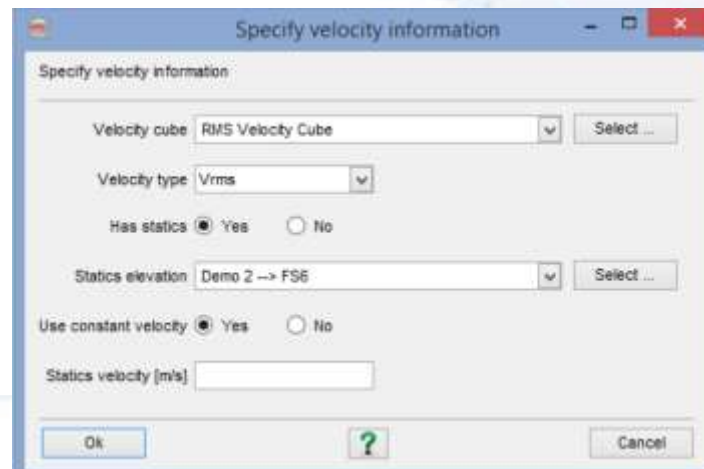 Specify velocity information
Specify velocity information
Velocity cube RMS Velocity Cube Select ...
Velocity type Vrms
Has statics Yes No
Statics elevation Demo 2 --> FS6 Select ...
Use constant velocity Yes No
Statics velocity [m/s]
Ok ? Cancel